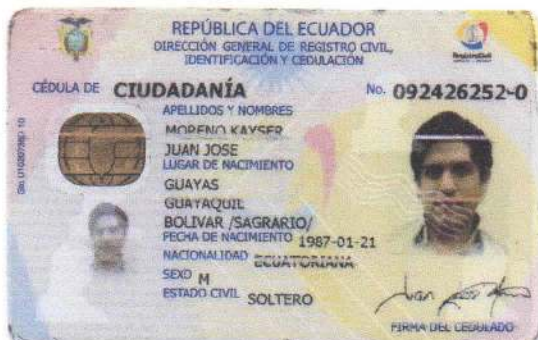 REPÚBLICA DEL ECUADOR
DIRECCIÓN GENERAL DE REGISTRO CIVIL,
IDENTIFICACIÓN Y CEDULACIÓN
CÉDULA DE CIUDADANÍA No. 092426252-0
APELLIDOS Y NOMBRES
MORENO KAYSER
JUAN JOSE
LUGAR DE NACIMIENTO
GUAYAS
GUAYAQUIL
BOLIVAR /SAGRARIO/
FECHA DE NACIMIENTO 1987-01-21
NACIONALIDAD ECUATORIANA
SEXO M
ESTADO CIVIL SOLTERO
FIRMA DEL CEDULADO